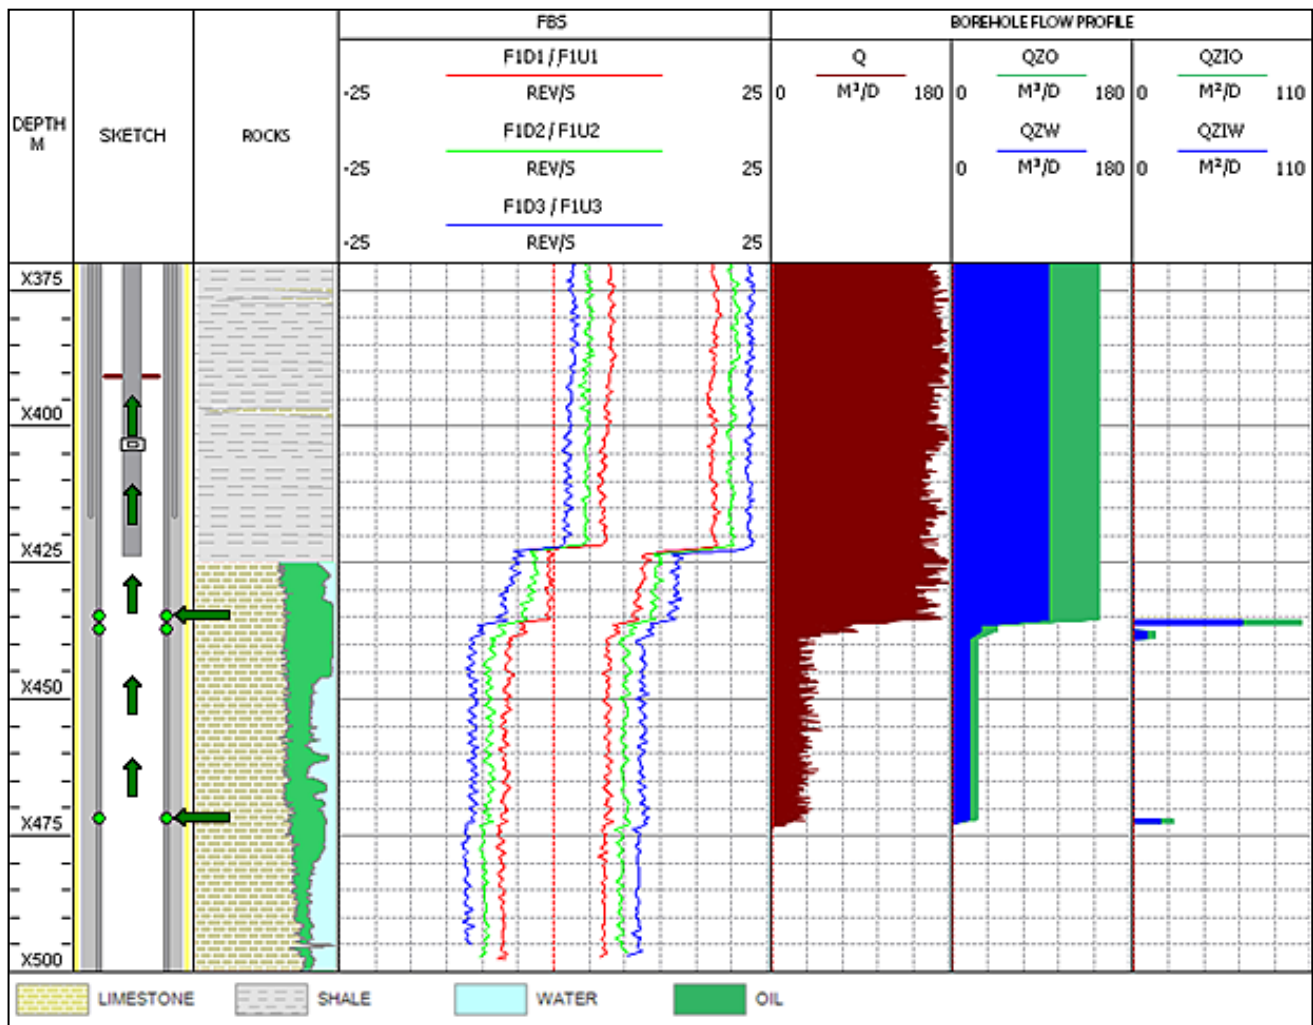 FBS
BOREHOLE FLOW PROFILE
DEPTH
M
SKETCH
ROCKS
F1D1 / F1U1
-25 REV/S 25
F1D2 / F1U2
-25 REV/S 25
F1D3 / F1U3
-25 REV/S 25
Q
0 M³/D 180
QZO
0 M³/D 180
QZW
0 M³/D 180
QZIO
0 M²/D 110
QZIW
0 M²/D 110
X375
X400
X425
X450
X475
X500
LIMESTONE SHALE WATER OIL